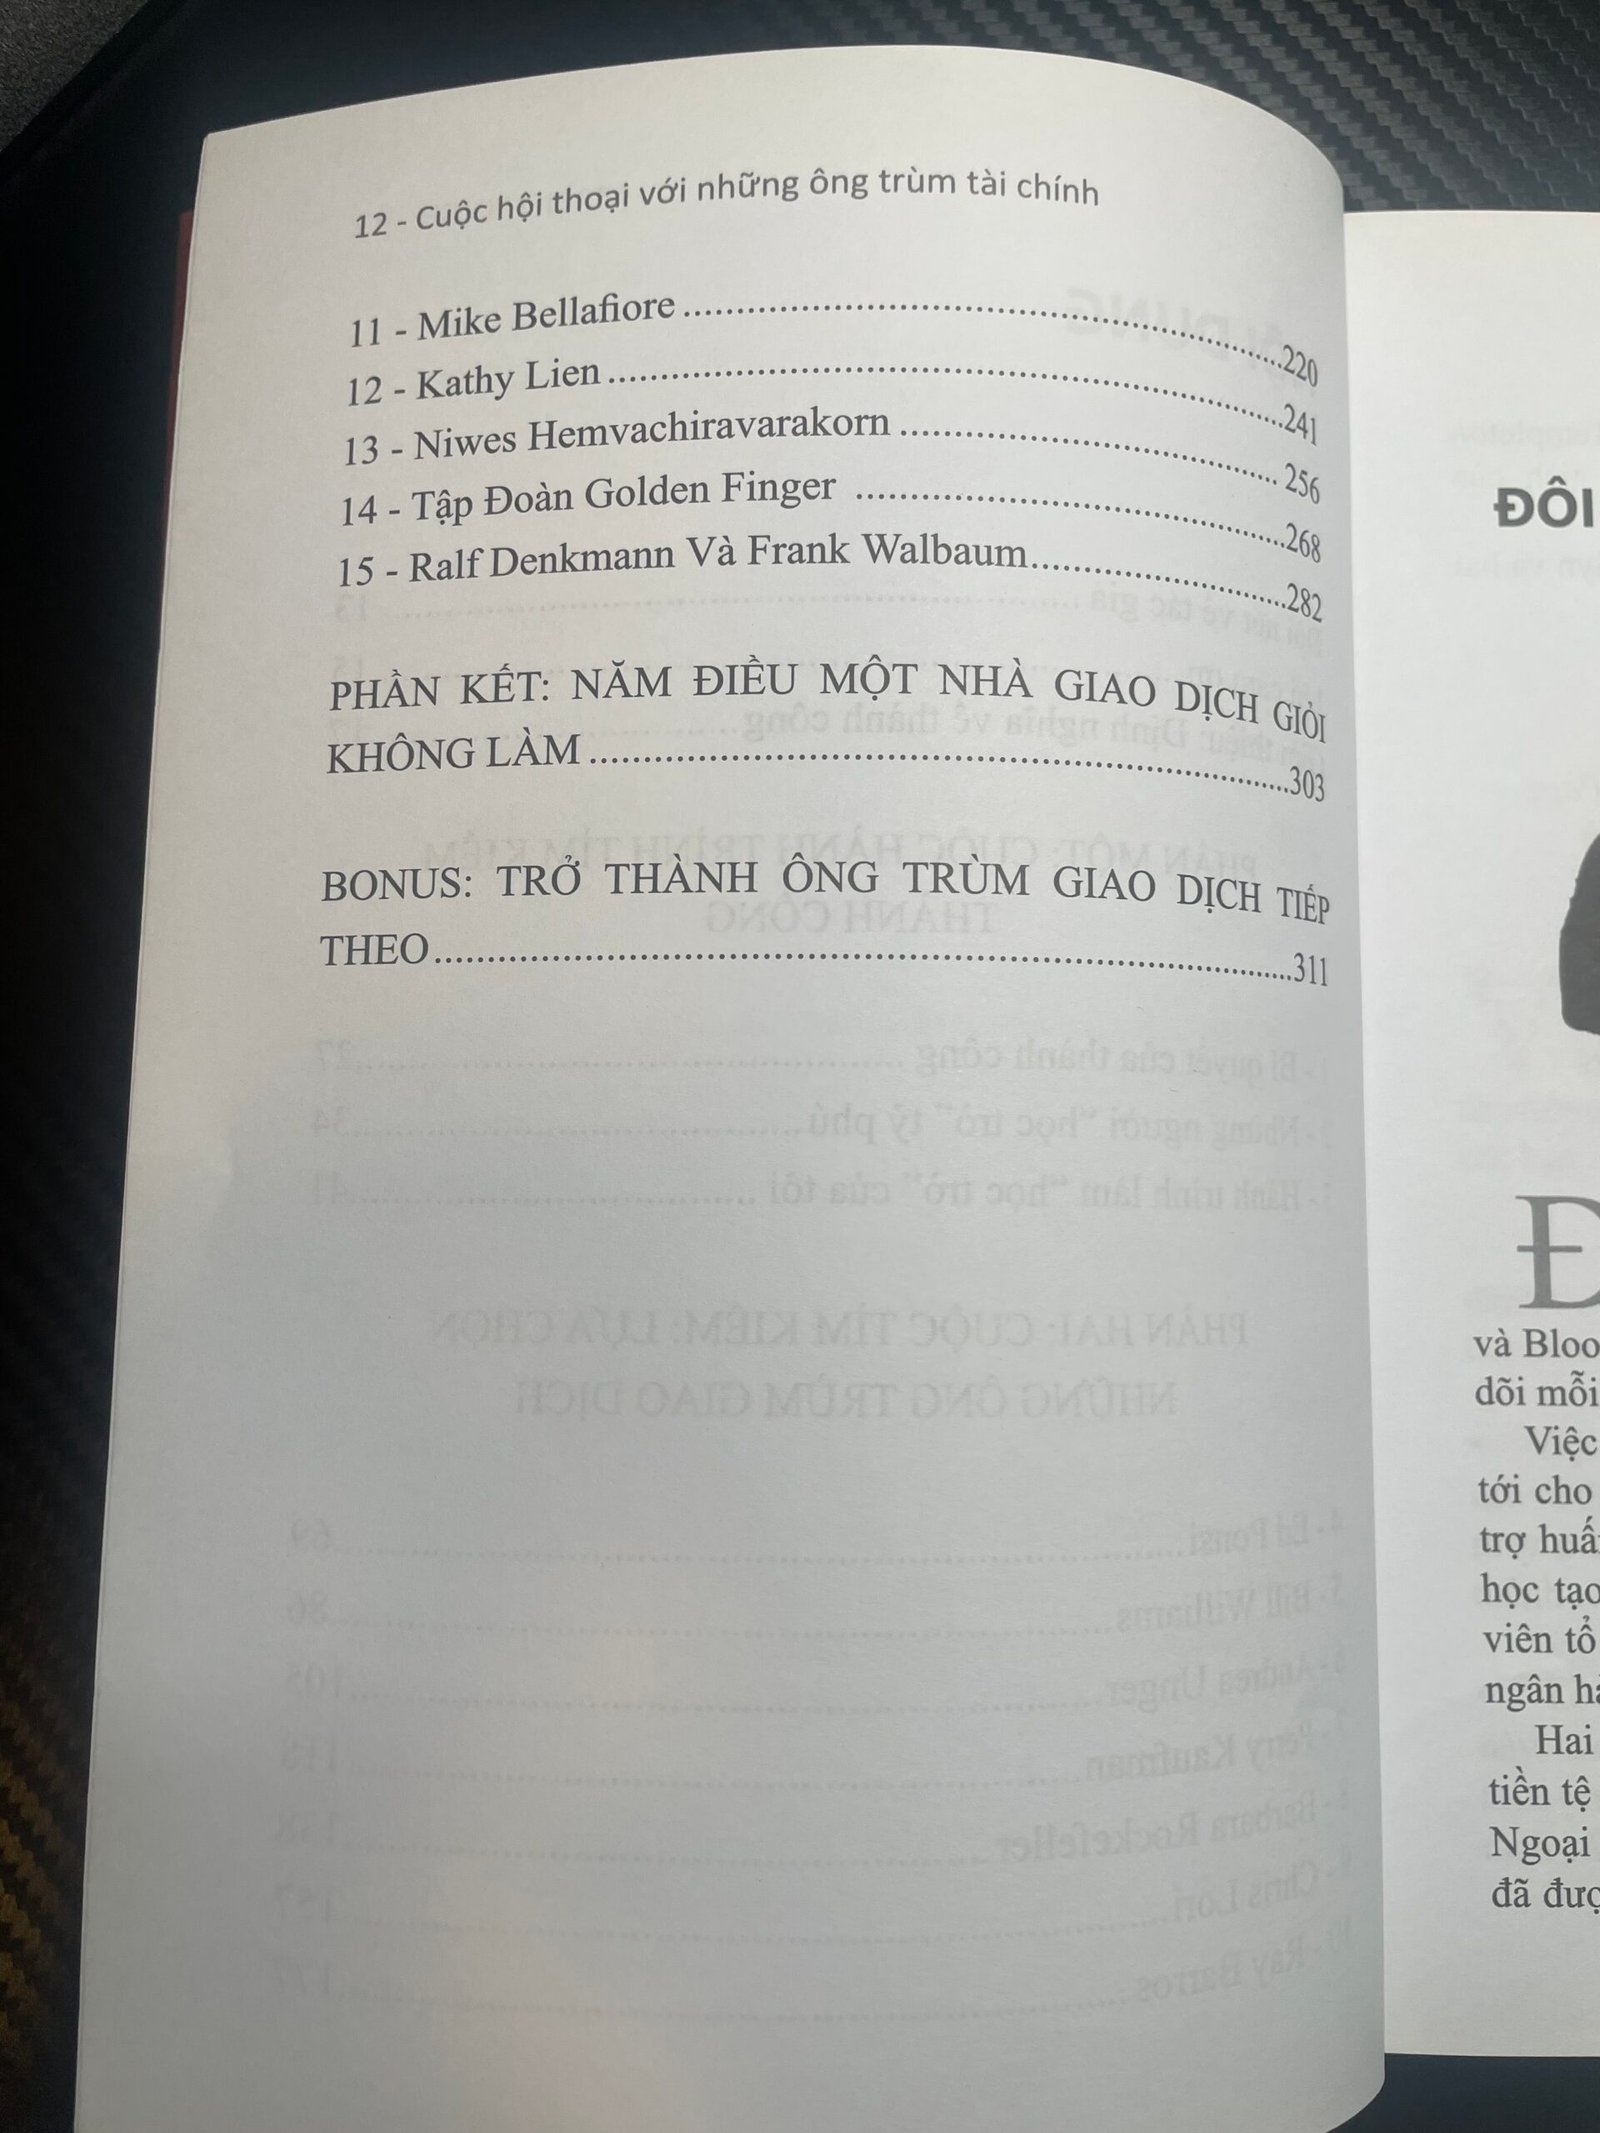 12 - Cuộc hội thoại với những ông trùm tài chính
11 - Mike Bellafiore 220
12 - Kathy Lien 241
13 - Niwes Hemvachiravarakorn 256
14 - Tập Đoàn Golden Finger 268
15 - Ralf Denkmann Và Frank Walbaum 282
PHẦN KẾT: NĂM ĐIỀU MỘT NHÀ GIAO DỊCH GIỎI
KHÔNG LÀM 303
BONUS: TRỞ THÀNH ÔNG TRÙM GIAO DỊCH TIẾP
THEO 311
ĐÔI
Đ
và Bloo
dõi mỗi
Việc
tới cho
trợ huấ
học tạo
viên tổ
ngân hà
Hai
tiền tệ
Ngoại
đã đượ